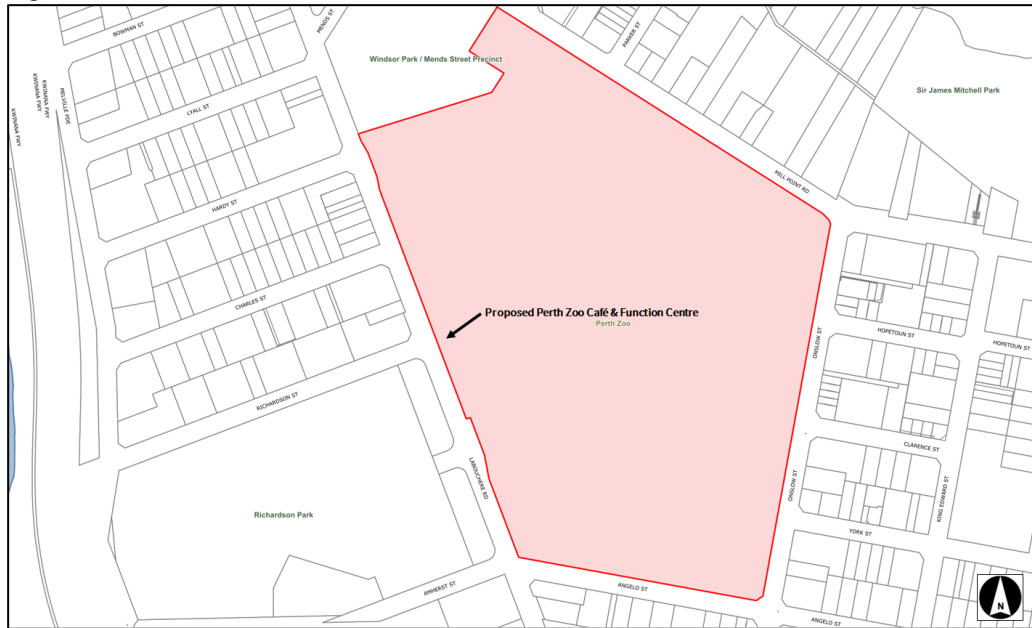 BOWMAN ST
MENDS ST
PARKER ST
Windsor Park / Mends Street Precinct
KWINANA FWY
KWINANA FWY
KWINANA FWY
MELVILLE PDE
Sir James Mitchell Park
LYALL ST
MILL POINT RD
HARDY ST
CHARLES ST
Proposed Perth Zoo Café & Function Centre
Perth Zoo
ONSLOW ST
HOPETOUN ST
HOPETOUN ST
RICHARDSON ST
CLARENCE ST
LABOUCHERE RD
ONSLOW ST
KING EDWARD ST
Richardson Park
YORK ST
AMHERST ST
ANGELO ST
ANGELO ST
N